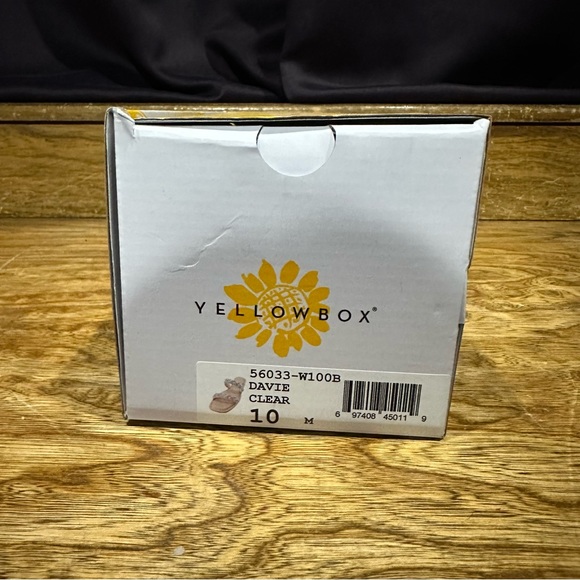 YELLOWBOX®
56033-W100B
DAVIE
CLEAR
10 M
6 97408 45011 9